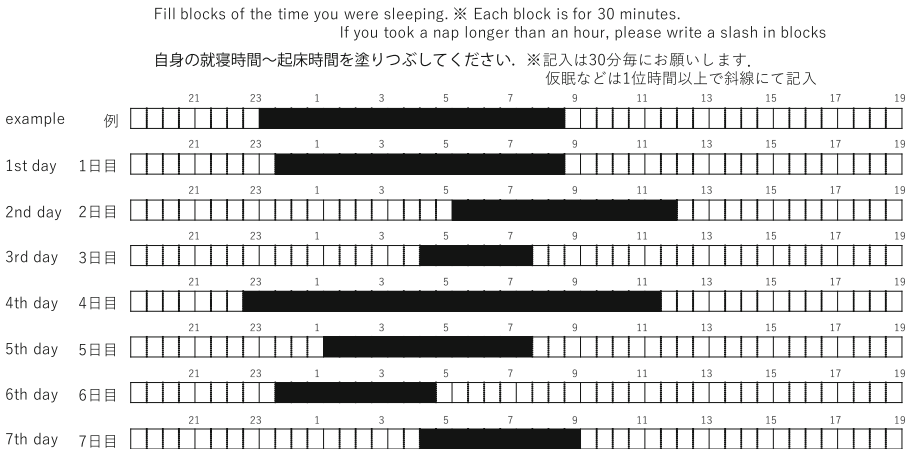 Fill blocks of the time you were sleeping. ※ Each block is for 30 minutes.
If you took a nap longer than an hour, please write a slash in blocks
自身の就寝時間～起床時間を塗りつぶしてください．※記入は30分毎にお願いします．
仮眠などは1位時間以上で斜線にて記入
21 23 1 3 5 7 9 11 13 15 17 19
example 例
21 23 1 3 5 7 9 11 13 15 17 19
1st day 1日目
21 23 1 3 5 7 9 11 13 15 17 19
2nd day 2日目
21 23 1 3 5 7 9 11 13 15 17 19
3rd day 3日目
21 23 1 3 5 7 9 11 13 15 17 19
4th day 4日目
21 23 1 3 5 7 9 11 13 15 17 19
5th day 5日目
21 23 1 3 5 7 9 11 13 15 17 19
6th day 6日目
21 23 1 3 5 7 9 11 13 15 17 19
7th day 7日目